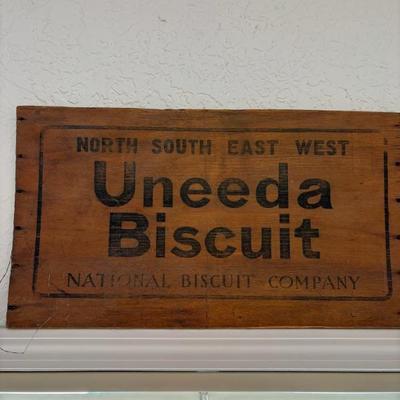 NORTH SOUTH EAST WEST
Uneeda
Biscuit
NATIONAL BISCUIT COMPANY